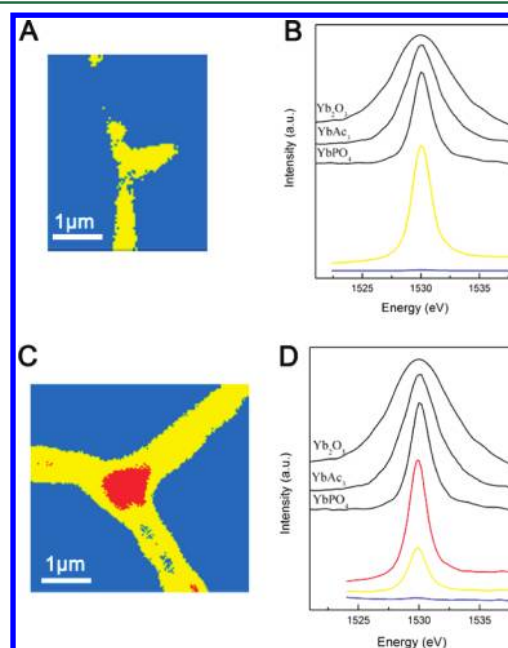 A
1µm
B
Yb2O3
YbAc3
YbPO4
Intensity (a.u.)
1525 1530 1535
Energy (eV)
C
1µm
D
Yb2O3
YbAc3
YbPO4
Intensity (a.u.)
1525 1530 1535
Energy (eV)